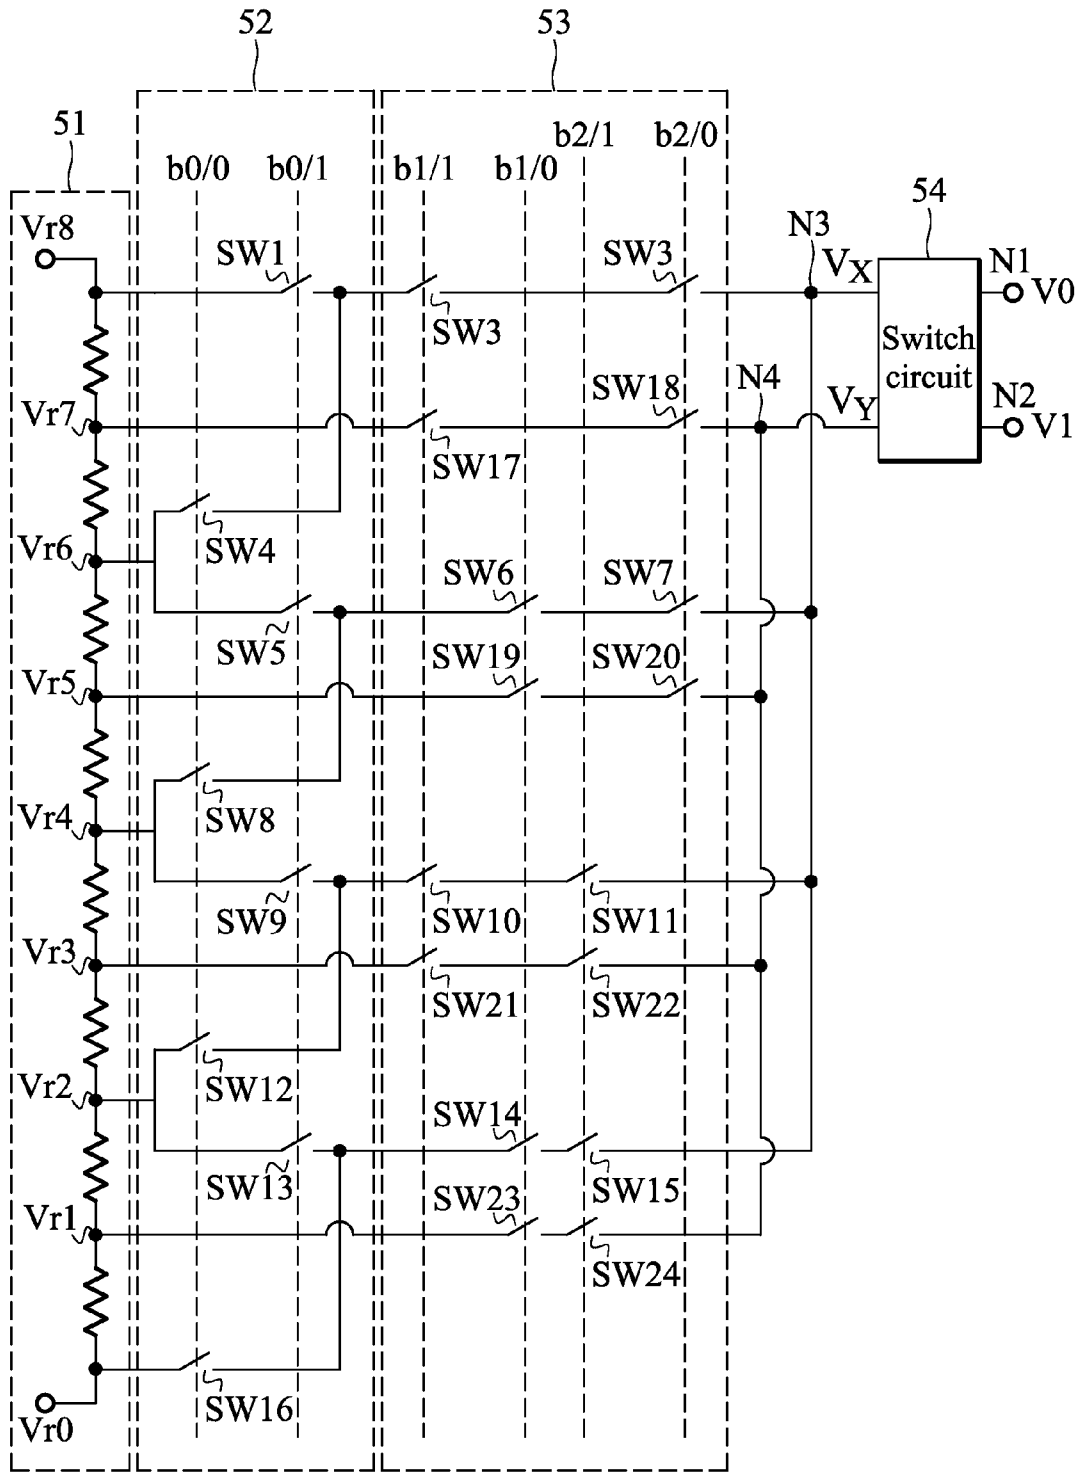 52
53
51
b2/1
b2/0
b0/0
b0/1
b1/1
b1/0
54
Vr8
SW1
SW3
N3
VX
N1
V0
SW3
Switch
circuit
Vr7
SW18
N4
VY
N2
V1
SW17
Vr6
SW4
SW6
SW7
SW5
SW19
SW20
Vr5
Vr4
SW8
SW9
SW10
SW11
Vr3
SW21
SW22
Vr2
SW12
SW14
SW13
SW15
SW23
Vr1
SW24
SW16
Vr0